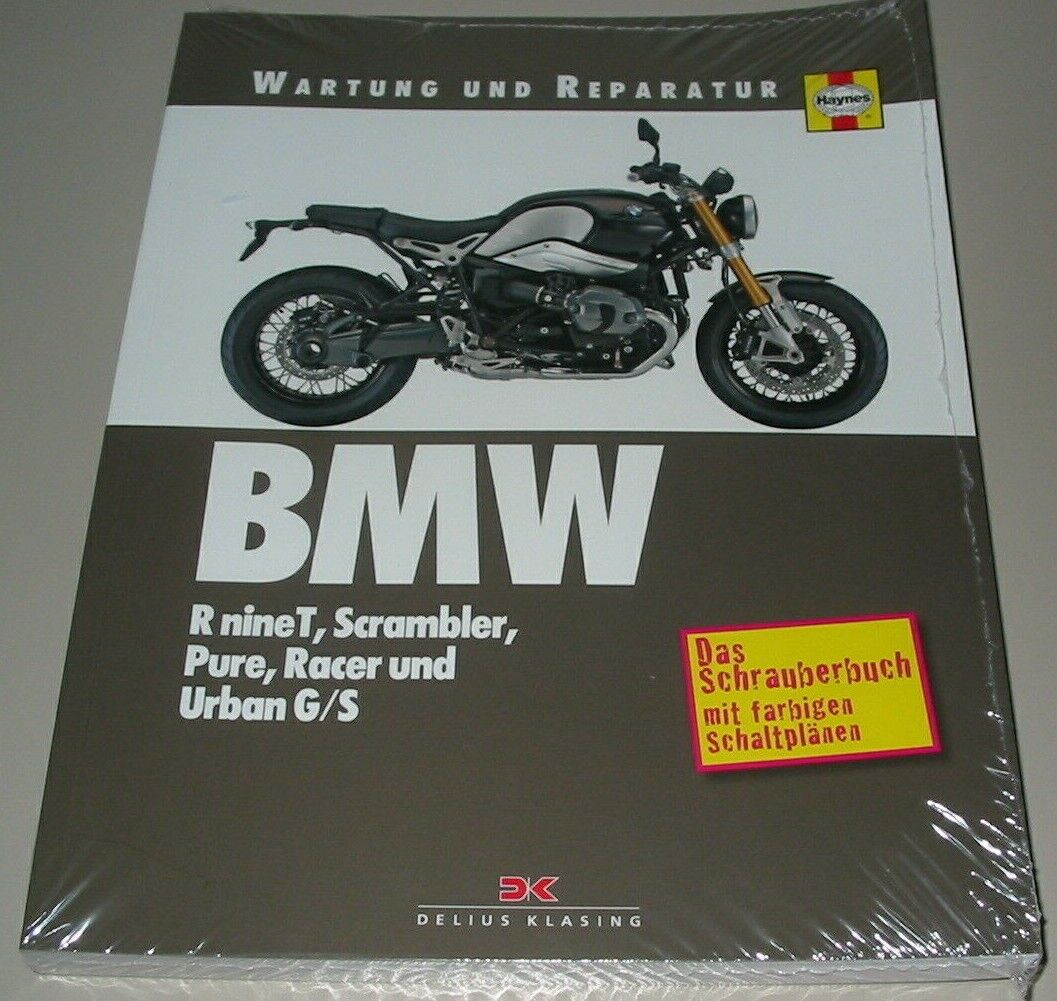 WARTUNG UND REPARATUR
Haynes
BMW
R nineT, Scrambler,
Pure, Racer und
Urban G/S
Das
Schrauberbuch
mit farbigen
Schaltplänen
DK
DELIUS KLASING